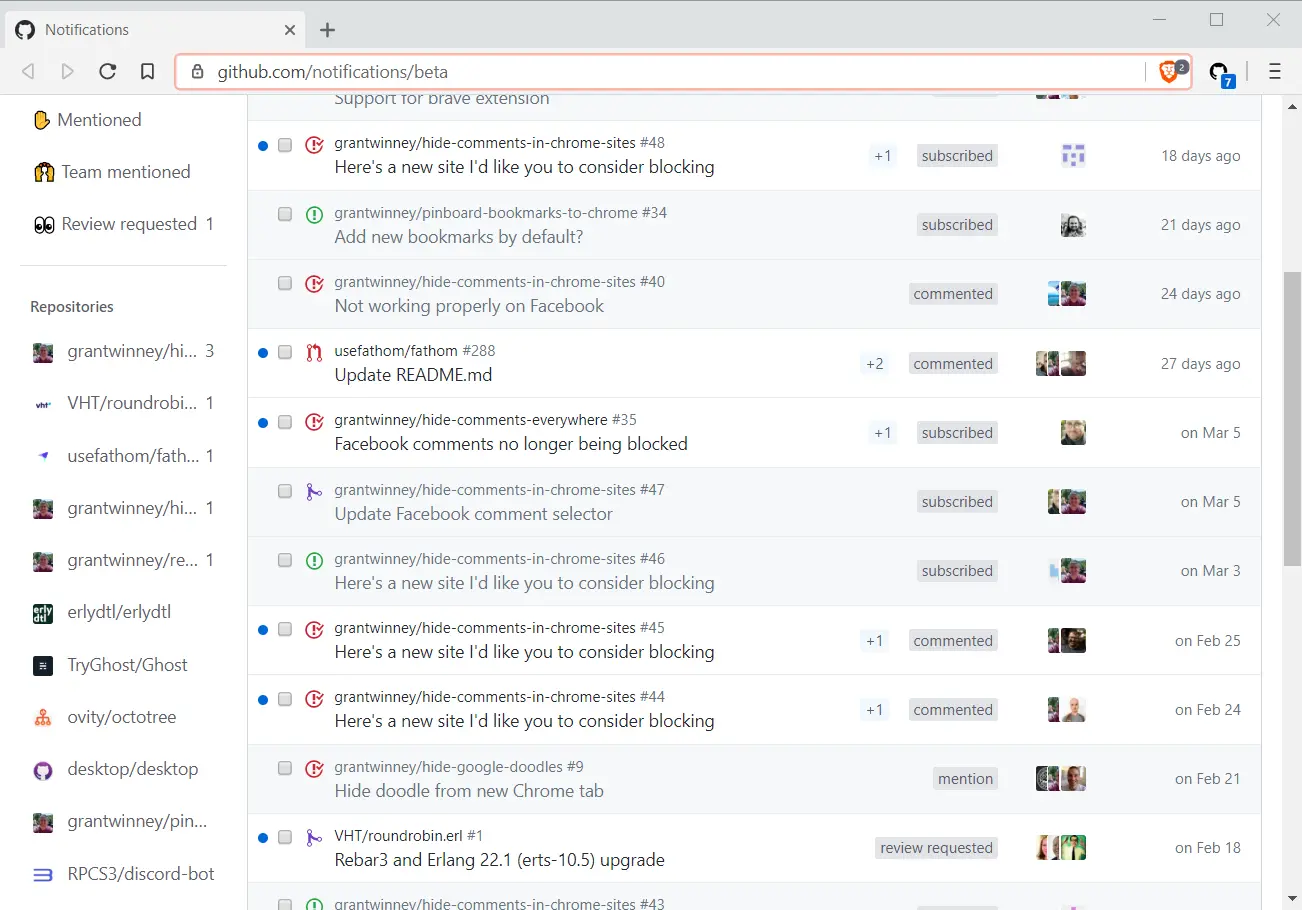 Notifications
github.com/notifications/beta
2
7
Mentioned
Team mentioned
Review requested 1
Repositories
grantwinney/hi... 3
VHT/roundrobi... 1
usefathom/fath... 1
grantwinney/hi... 1
grantwinney/re... 1
erlydtl/erlydtl
TryGhost/Ghost
ovity/octotree
desktop/desktop
grantwinney/pin...
RPCS3/discord-bot
Support for brave extension
grantwinney/hide-comments-in-chrome-sites #48
Here's a new site I'd like you to consider blocking
+1 subscribed 18 days ago
grantwinney/pinboard-bookmarks-to-chrome #34
Add new bookmarks by default?
subscribed 21 days ago
grantwinney/hide-comments-in-chrome-sites #40
Not working properly on Facebook
commented 24 days ago
usefathom/fathom #288
Update README.md
+2 commented 27 days ago
grantwinney/hide-comments-everywhere #35
Facebook comments no longer being blocked
+1 subscribed on Mar 5
grantwinney/hide-comments-in-chrome-sites #47
Update Facebook comment selector
subscribed on Mar 5
grantwinney/hide-comments-in-chrome-sites #46
Here's a new site I'd like you to consider blocking
subscribed on Mar 3
grantwinney/hide-comments-in-chrome-sites #45
Here's a new site I'd like you to consider blocking
+1 commented on Feb 25
grantwinney/hide-comments-in-chrome-sites #44
Here's a new site I'd like you to consider blocking
+1 commented on Feb 24
grantwinney/hide-google-doodles #9
Hide doodle from new Chrome tab
mention on Feb 21
VHT/roundrobin.erl #1
Rebar3 and Erlang 22.1 (erts-10.5) upgrade
review requested on Feb 18
grantwinney/hide-comments-in-chrome-sites #43
vht
erly
dtl